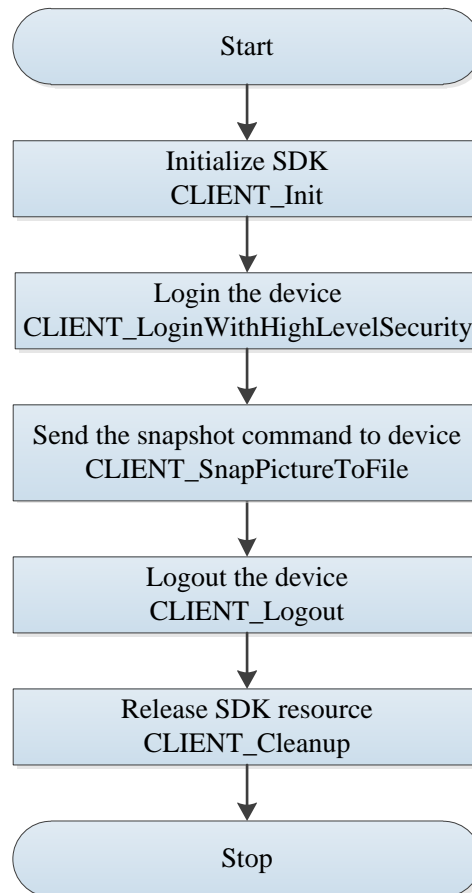 Start
Initialize SDK
CLIENT_Init
Login the device
CLIENT_LoginWithHighLevelSecurity
Send the snapshot command to device
CLIENT_SnapPictureToFile
Logout the device
CLIENT_Logout
Release SDK resource
CLIENT_Cleanup
Stop